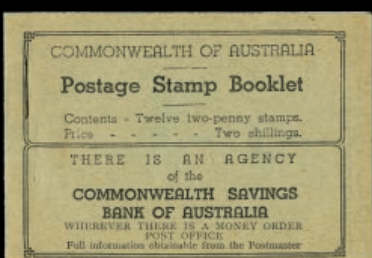 COMMONWEALTH OF AUSTRALIA
Postage Stamp Booklet
Contents - Twelve two-penny stamps.
Price - - - - - Two shillings.
THERE IS AN AGENCY
of the
COMMONWEALTH SAVINGS
BANK OF AUSTRALIA
WHEREVER THERE IS A MONEY ORDER
POST OFFICE
Full information obtainable from the Postmaster